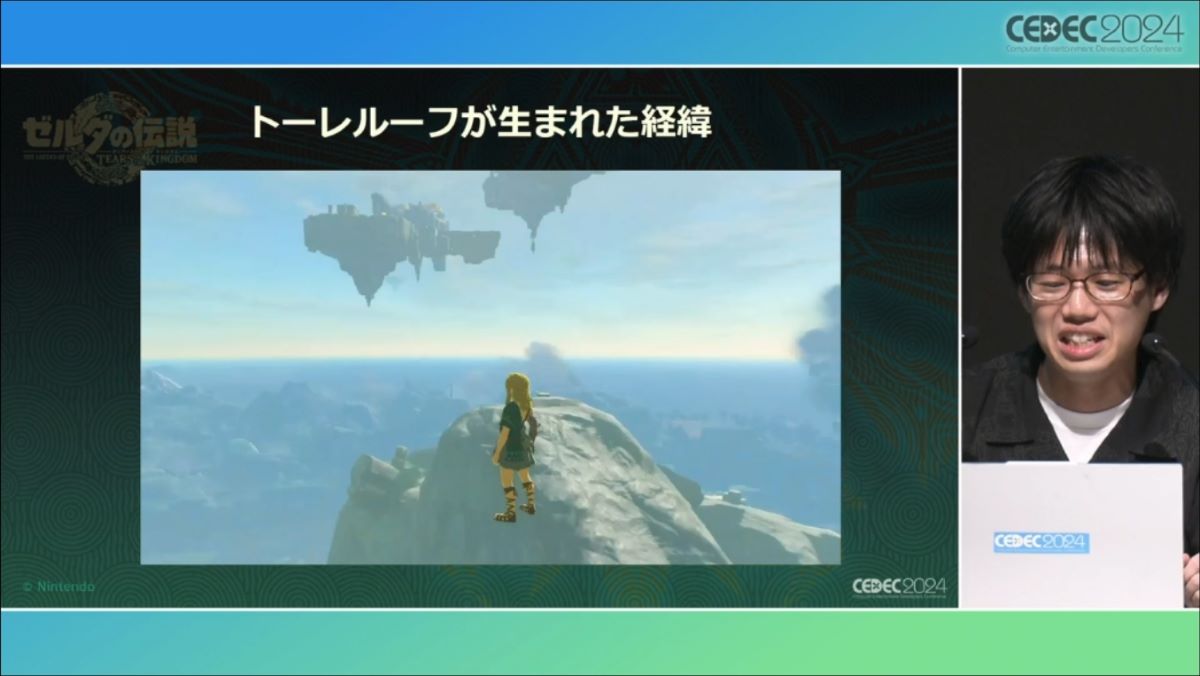 CEDEC2024
Computer Entertainment Developers Conference
ゼルダの伝説
TEARS OF THE KINGDOM
トーレルーフが生まれた経緯
© Nintendo
CEDEC2024
CEDEC2024